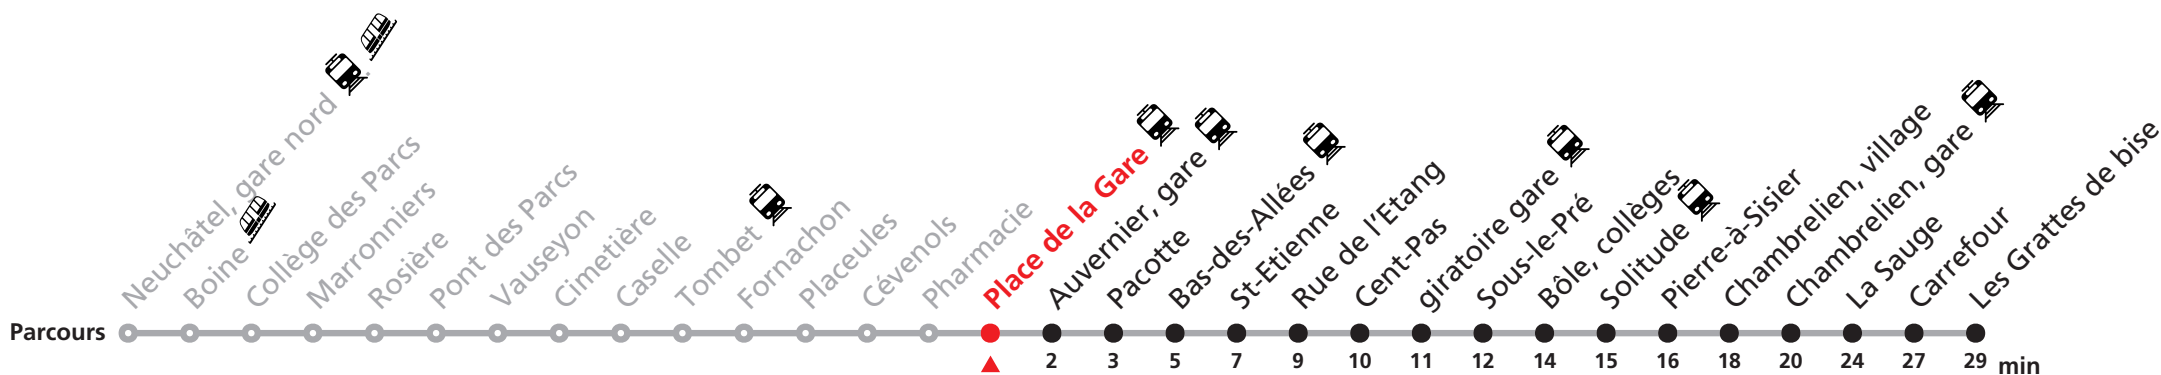 Parcours
Neuchâtel, gare nord
Boine
Collège des Parcs
Marronniers
Rosière
Pont des Parcs
Vauseyon
Cimetière
Caselle
Tombet
Fornachon
Placeules
Cévenols
Pharmacie
Place de la Gare
Auvernier, gare
Pacotte
Bas-des-Allées
St-Etienne
Rue de l'Etang
Cent-Pas
giratoire gare
Sous-le-Pré
Bôle, collèges
Solitude
Pierre-à-Sisier
Chambrelien, village
Chambrelien, gare
La Sauge
Carrefour
Les Grattes de bise
2 3 5 7 9 10 11 12 14 15 16 18 20 24 27 29 min